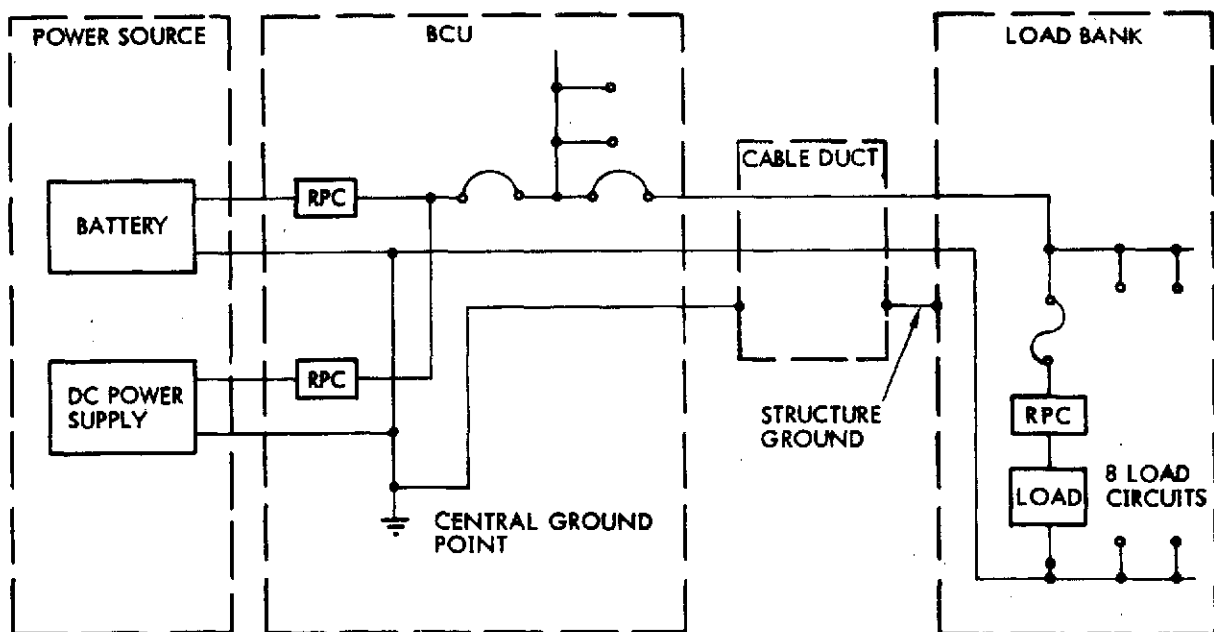 POWER SOURCE
BCU
LOAD BANK
CABLE DUCT
BATTERY
RPC
DC POWER
SUPPLY
RPC
STRUCTURE
GROUND
RPC
LOAD
8 LOAD
CIRCUITS
CENTRAL GROUND
POINT